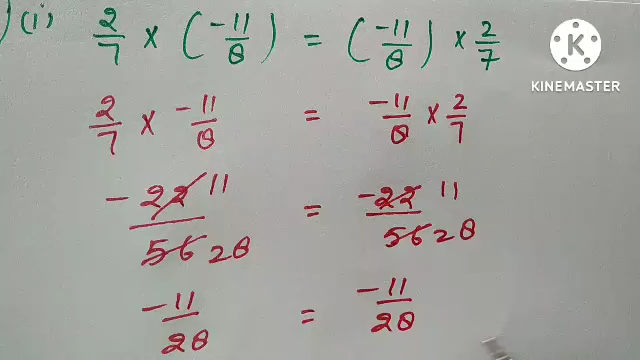 ) (i) 2/7 × (-11/8) = (-11/8) × 2/7
K
KINEMASTER
2/7 × -11/8 = -11/8 × 2/7
-22/56 11/28 = -22/56 11/28
-11/28 = -11/28